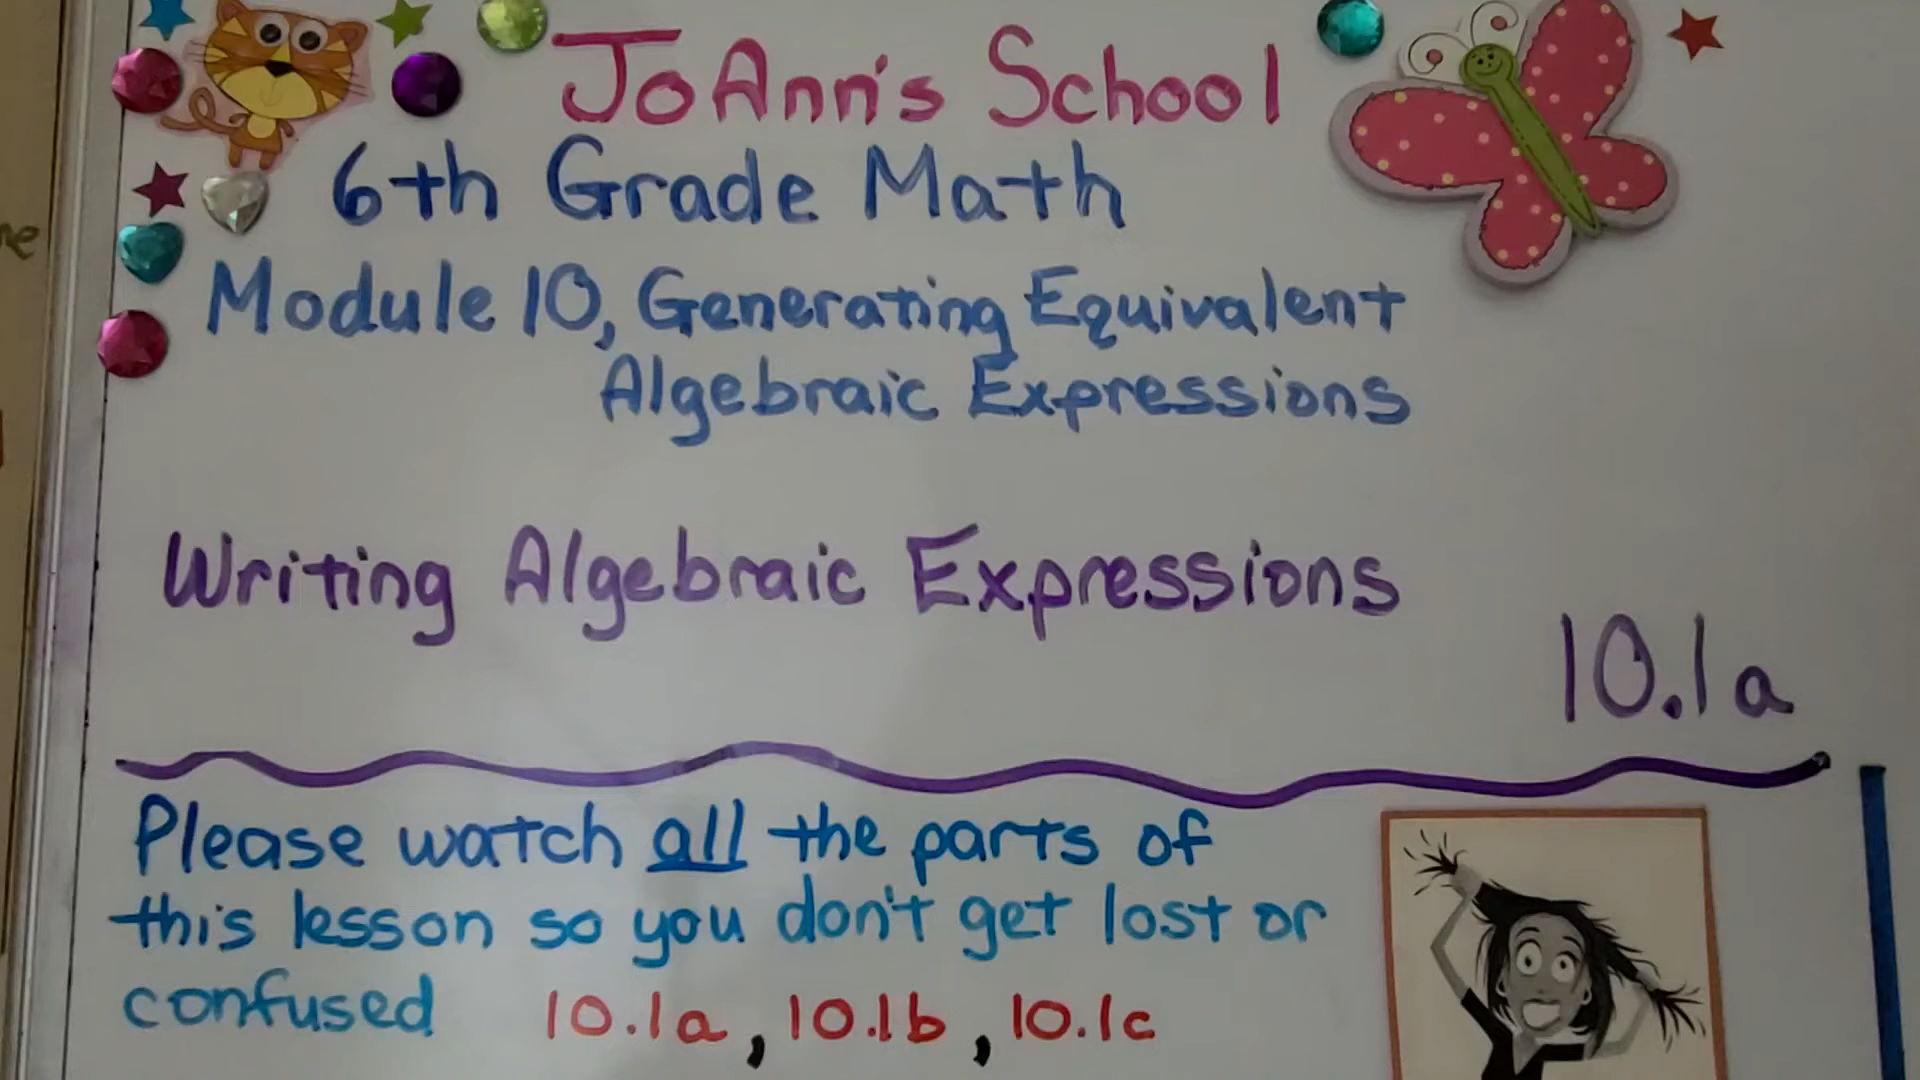 JoAnn's School
6th Grade Math
Module 10, Generating Equivalent
Algebraic Expressions
Writing Algebraic Expressions
10.1a
Please watch all the parts of
this lesson so you don't get lost or
confused 10.1a, 10.1b, 10.1c